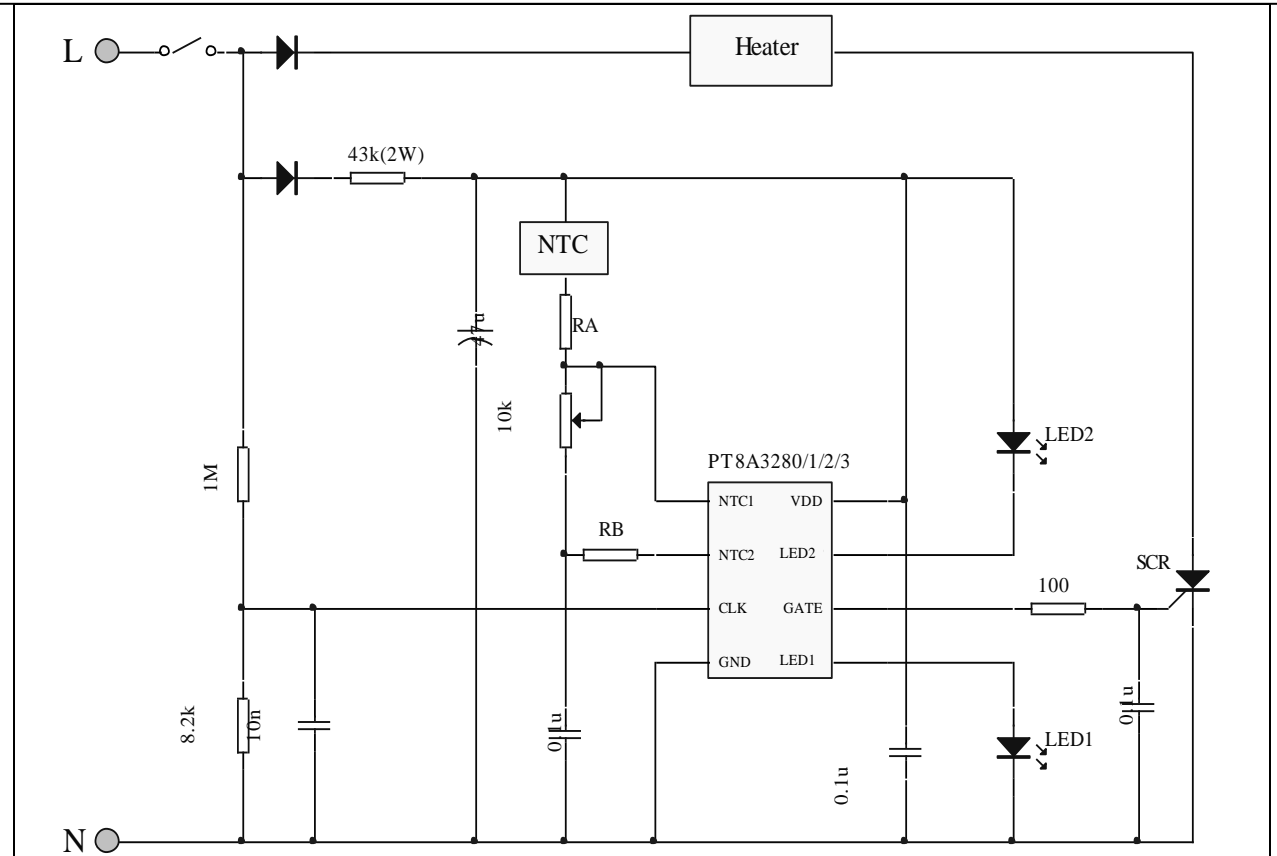 L
Heater
43k(2W)
NTC
47u
RA
10k
1M
PT8A3280/1/2/3
LED2
NTC1 VDD
RB
NTC2 LED2
SCR
100
CLK GATE
GND LED1
8.2k
10n
0.1u
0.1u
0.1u
LED1
N